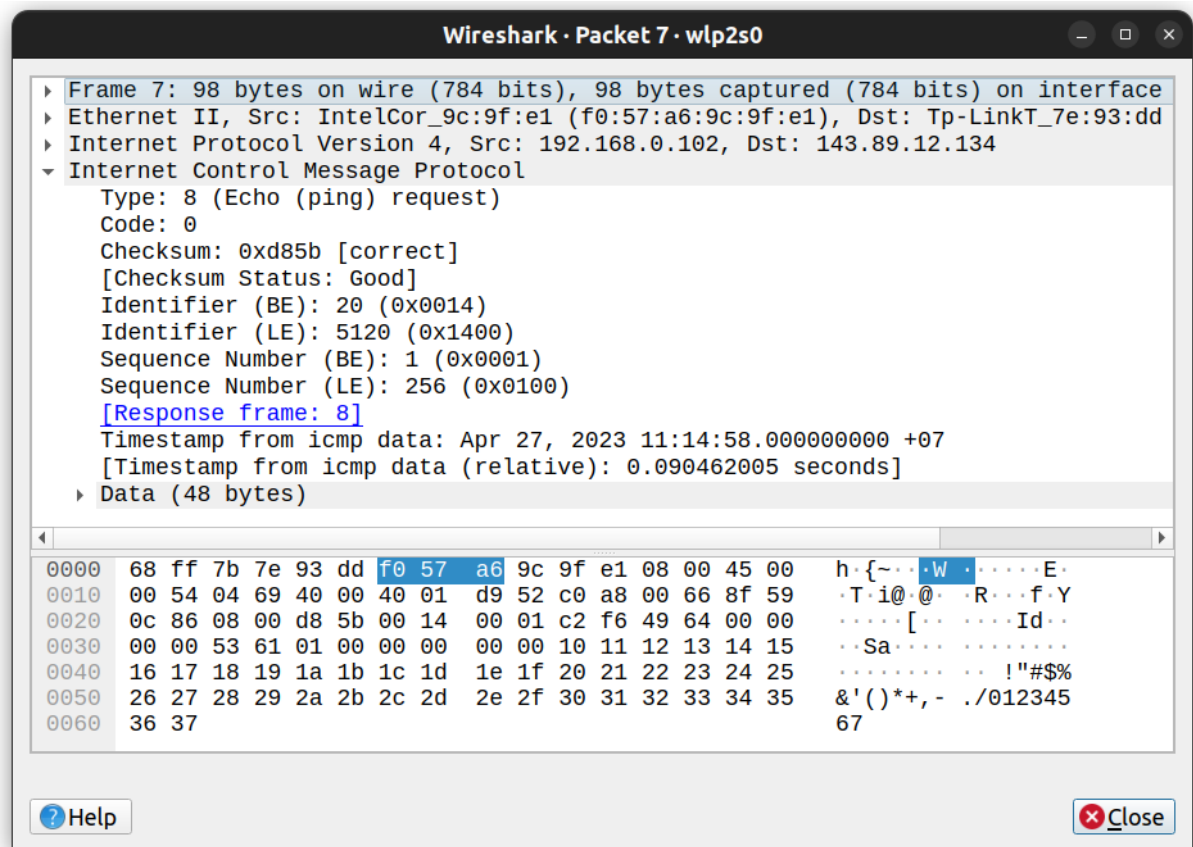 Wireshark · Packet 7 · wlp2s0
Frame 7: 98 bytes on wire (784 bits), 98 bytes captured (784 bits) on interface
Ethernet II, Src: IntelCor_9c:9f:e1 (f0:57:a6:9c:9f:e1), Dst: Tp-LinkT_7e:93:dd
Internet Protocol Version 4, Src: 192.168.0.102, Dst: 143.89.12.134
Internet Control Message Protocol
Type: 8 (Echo (ping) request)
Code: 0
Checksum: 0xd85b [correct]
[Checksum Status: Good]
Identifier (BE): 20 (0x0014)
Identifier (LE): 5120 (0x1400)
Sequence Number (BE): 1 (0x0001)
Sequence Number (LE): 256 (0x0100)
[Response frame: 8]
Timestamp from icmp data: Apr 27, 2023 11:14:58.000000000 +07
[Timestamp from icmp data (relative): 0.090462005 seconds]
Data (48 bytes)
0000 68 ff 7b 7e 93 dd f0 57 a6 9c 9f e1 08 00 45 00 h·{~···W······E·
0010 00 54 04 69 40 00 40 01 d9 52 c0 a8 00 66 8f 59 ·T·i@·@· ·R···f·Y
0020 0c 86 08 00 d8 5b 00 14 00 01 c2 f6 49 64 00 00 ·····[·· ····Id··
0030 00 00 53 61 01 00 00 00 00 00 10 11 12 13 14 15 ··Sa···· ········
0040 16 17 18 19 1a 1b 1c 1d 1e 1f 20 21 22 23 24 25 ········ ·· !"#$%
0050 26 27 28 29 2a 2b 2c 2d 2e 2f 30 31 32 33 34 35 &'()*+,- ./012345
0060 36 37 67
Help
Close